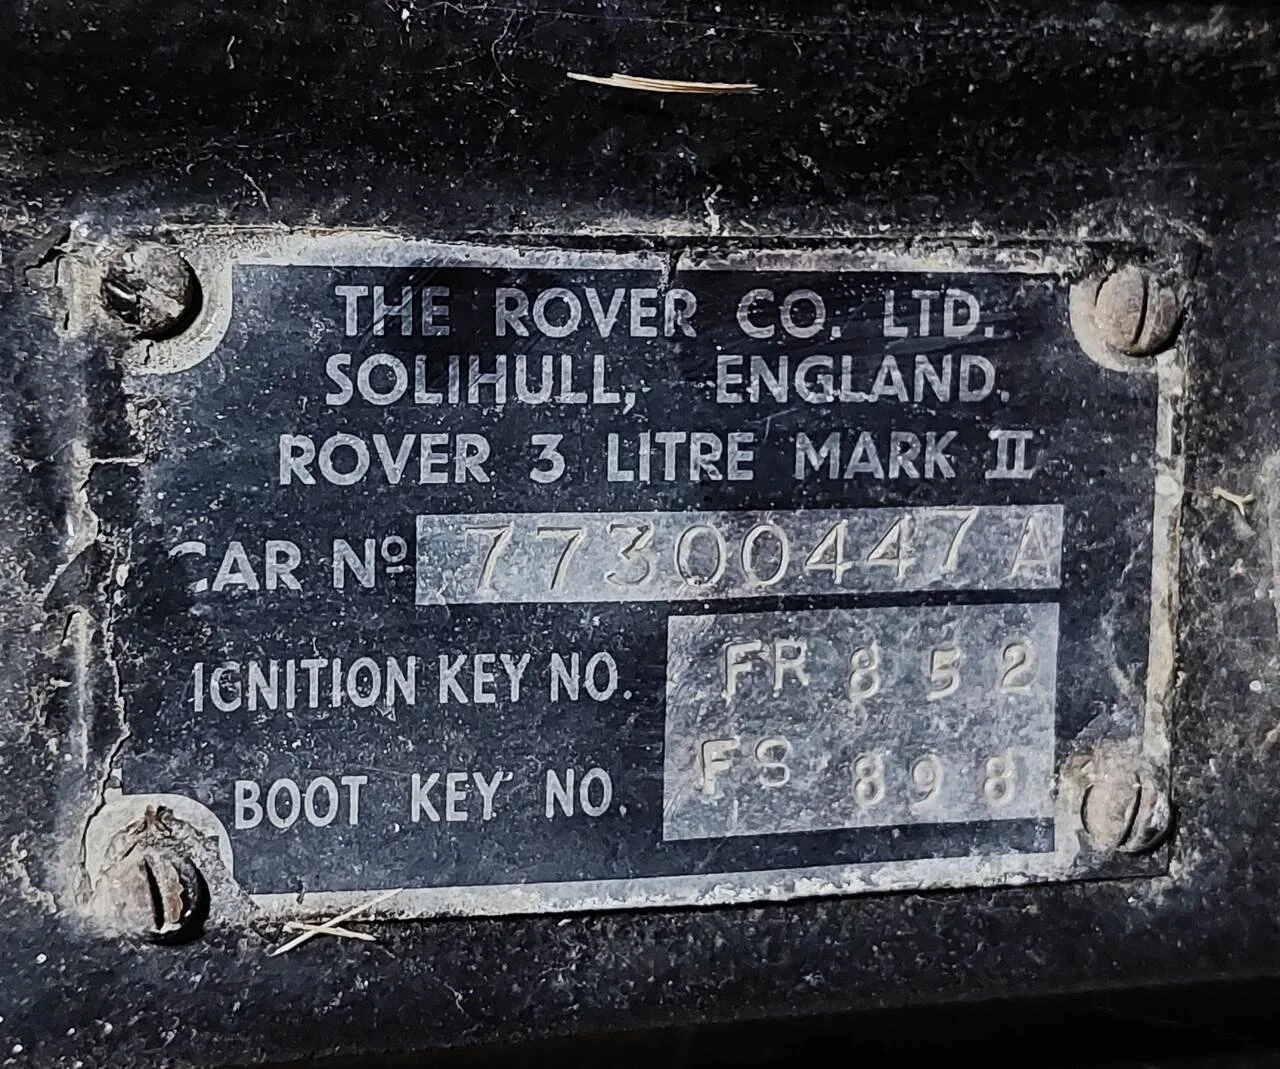 THE ROVER CO. LTD.
SOLIHULL, ENGLAND.
ROVER 3 LITRE MARK II
CAR Nº 77300447A
IGNITION KEY NO. FR 852
BOOT KEY NO. FS 898